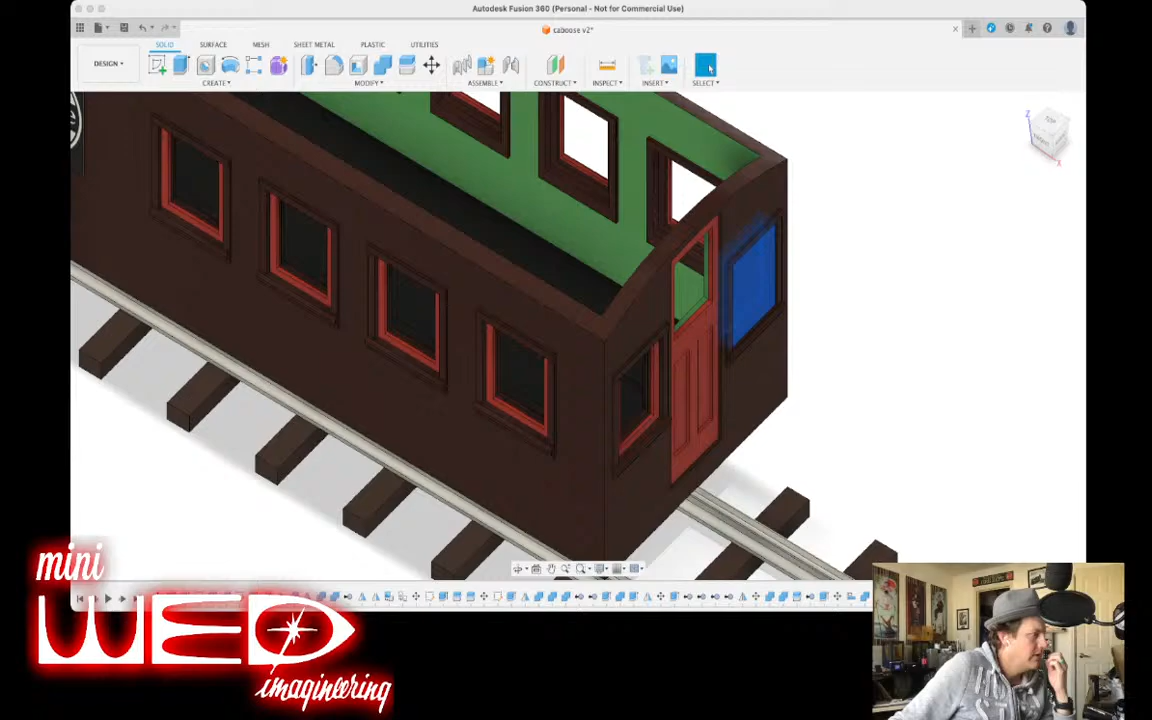 Autodesk Fusion 360 (Personal - Not for Commercial Use)
caboose v2*
DESIGN
SOLID SURFACE MESH SHEET METAL PLASTIC UTILITIES
CREATE MODIFY ASSEMBLE CONSTRUCT INSPECT INSERT SELECT
TOP
Z
X
mini
WED
imagineering